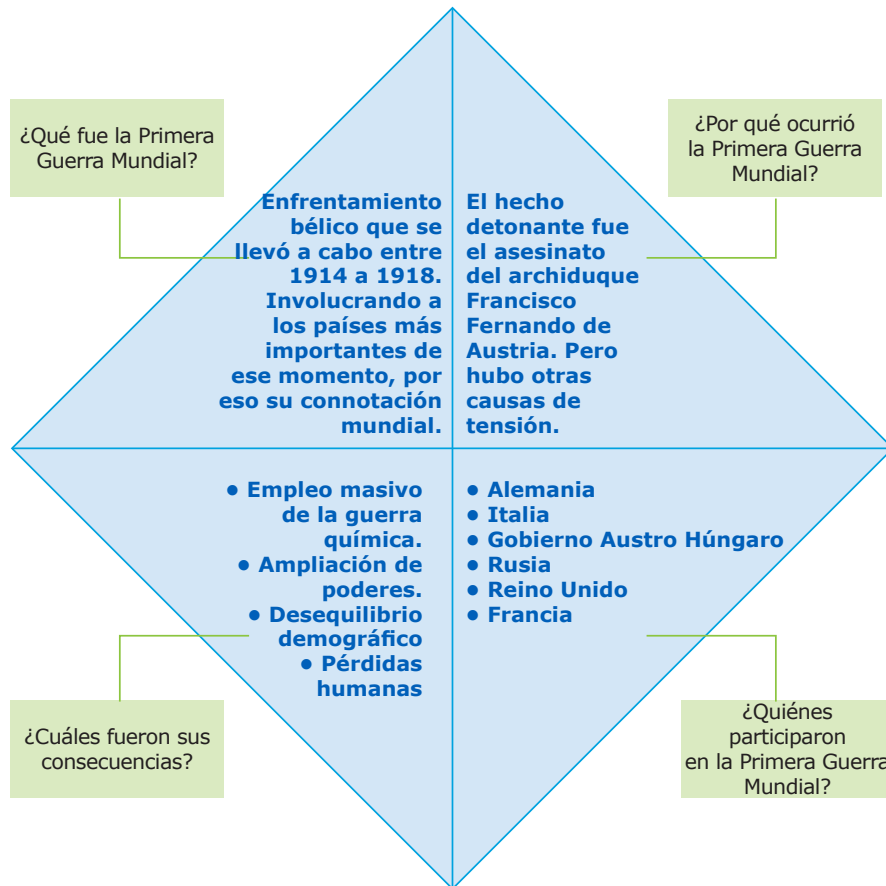 ¿Qué fue la Primera
Guerra Mundial?
Enfrentamiento
bélico que se
llevó a cabo entre
1914 a 1918.
Involucrando a
los países más
importantes de
ese momento, por
eso su connotación
mundial.
¿Por qué ocurrió
la Primera Guerra
Mundial?
El hecho
detonante fue
el asesinato
del archiduque
Francisco
Fernando de
Austria. Pero
hubo otras
causas de
tensión.
¿Cuáles fueron sus
consecuencias?
● Empleo masivo
de la guerra
química.
● Ampliación de
poderes.
● Desequilibrio
demográfico
● Pérdidas
humanas
¿Quiénes
participaron
en la Primera Guerra
Mundial?
● Alemania
● Italia
● Gobierno Austro Húngaro
● Rusia
● Reino Unido
● Francia